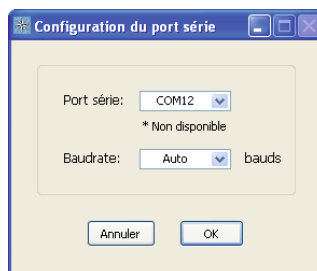 Configuration du port série
Port série: COM12
* Non disponible
Baudrate: Auto bauds
Annuler OK